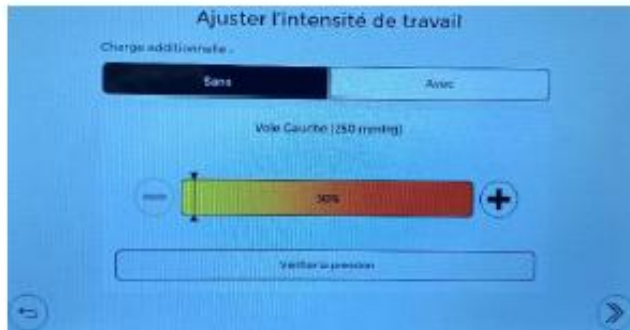 Ajuster l'intensité de travail
Charge additionnelle :
Sans Avec
Voie Gauche (250 mmHg)
30%
Vérifier la pression